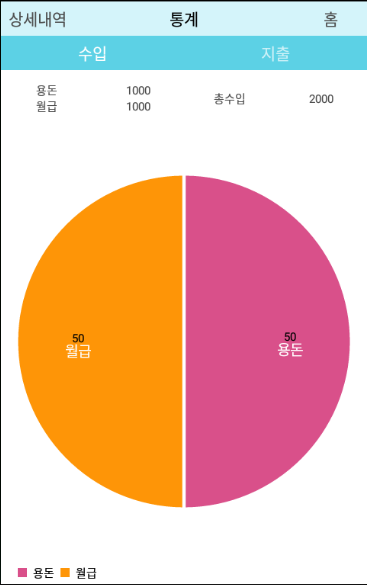 상세내역 통계 홈
수입 지출
용돈 1000
월급 1000
총수입 2000
50
월급
50
용돈
용돈 월급